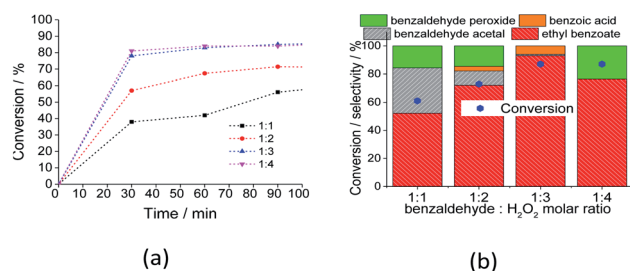 Conversion / %
100
90
80
70
60
50
40
30
20
10
0
0 10 20 30 40 50 60 70 80 90 100
1:1
1:2
1:3
1:4
Time / min
(a)
benzaldehyde peroxide
benzoic acid
benzaldehyde acetal
ethyl benzoate
Conversion / selectivity / %
100
80
60
40
20
0
Conversion
1:1 1:2 1:3 1:4
benzaldehyde : H₂O₂ molar ratio
(b)